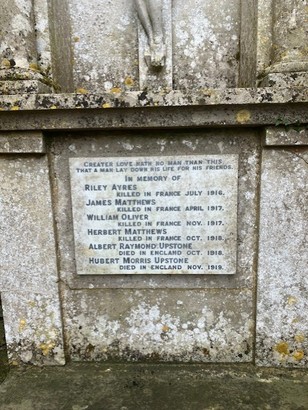 GREATER LOVE HATH NO MAN THAN THIS
THAT A MAN LAY DOWN HIS LIFE FOR HIS FRIENDS.
IN MEMORY OF
RILEY AYRES
KILLED IN FRANCE JULY 1916.
JAMES MATTHEWS
KILLED IN FRANCE APRIL 1917.
WILLIAM OLIVER
KILLED IN FRANCE NOV. 1917.
HERBERT MATTHEWS
KILLED IN FRANCE OCT. 1918.
ALBERT RAYMOND UPSTONE
DIED IN ENGLAND OCT. 1918.
HUBERT MORRIS UPSTONE
DIED IN ENGLAND NOV. 1919.